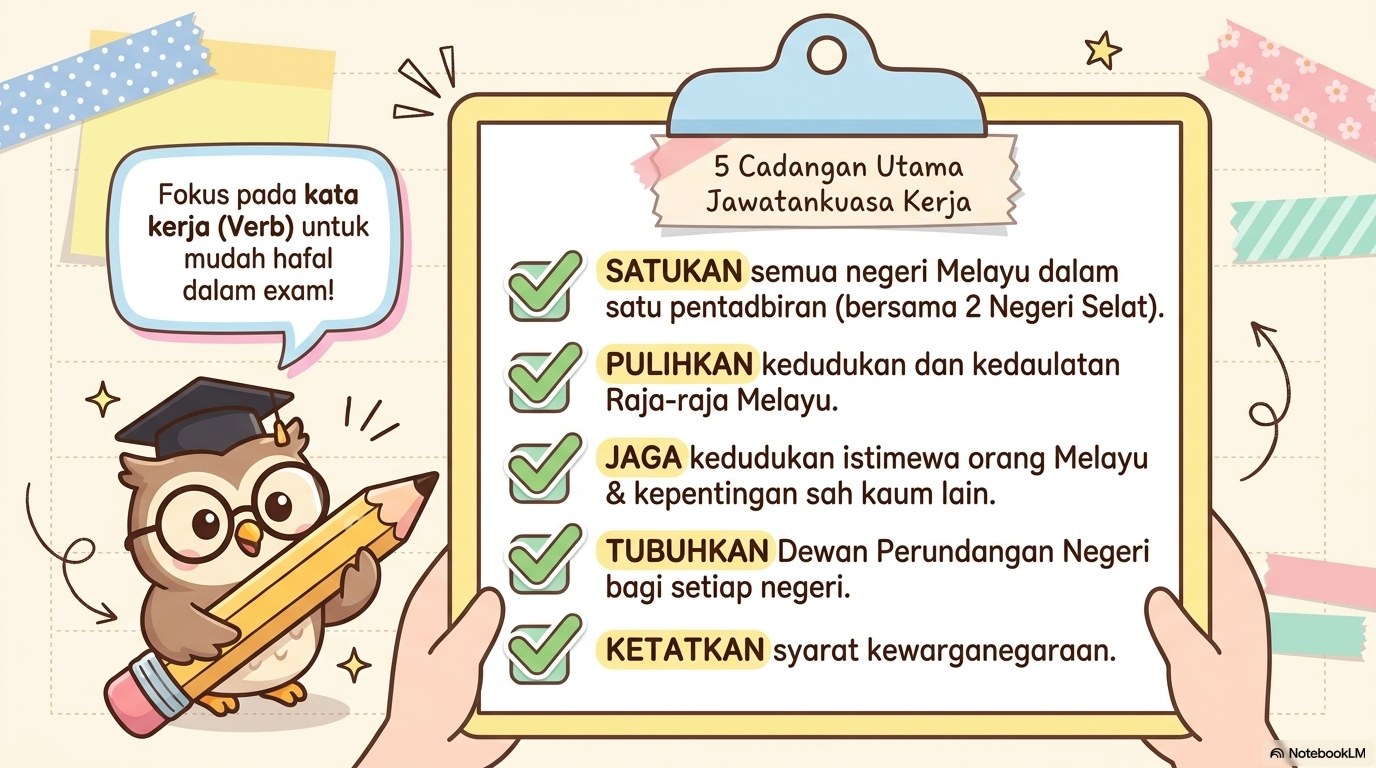 Fokus pada kata
kerja (Verb) untuk
mudah hafal
dalam exam!
5 Cadangan Utama
Jawatankuasa Kerja
SATUKAN semua negeri Melayu dalam
satu pentadbiran (bersama 2 Negeri Selat).
PULIHKAN kedudukan dan kedaulatan
Raja-raja Melayu.
JAGA kedudukan istimewa orang Melayu
& kepentingan sah kaum lain.
TUBUHKAN Dewan Perundangan Negeri
bagi setiap negeri.
KETATKAN syarat kewarganegaraan.
NotebookLM